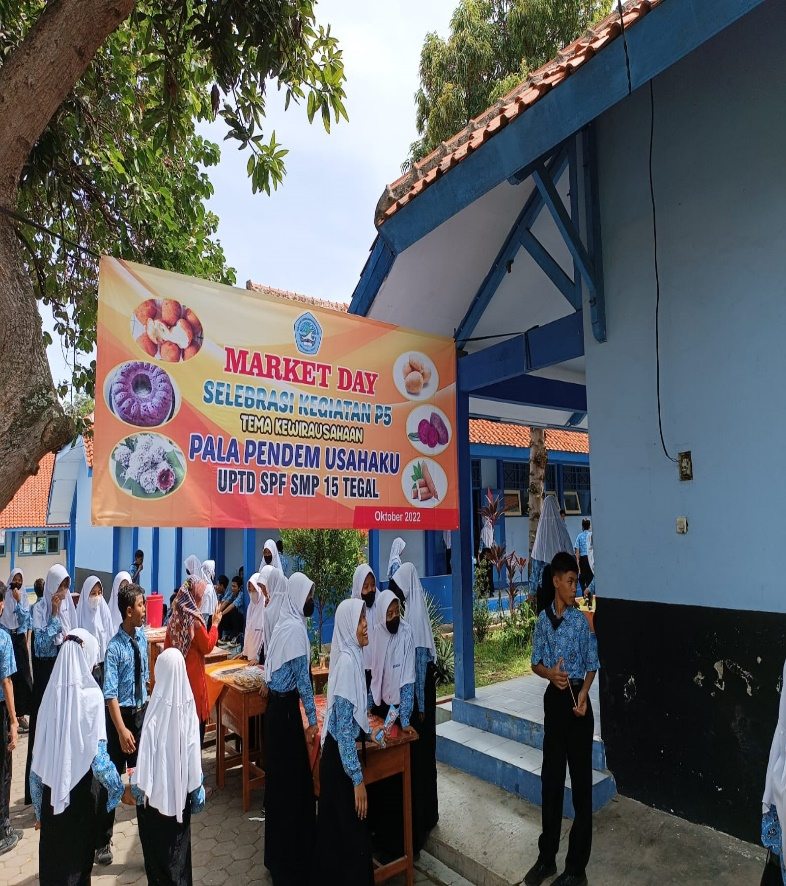 MARKET DAY
SELEBRASI KEGIATAN P5
TEMA KEWIRAUSAHAAN
PALA PENDEM USAHAKU
UPTD SPF SMP 15 TEGAL
Oktober 2022